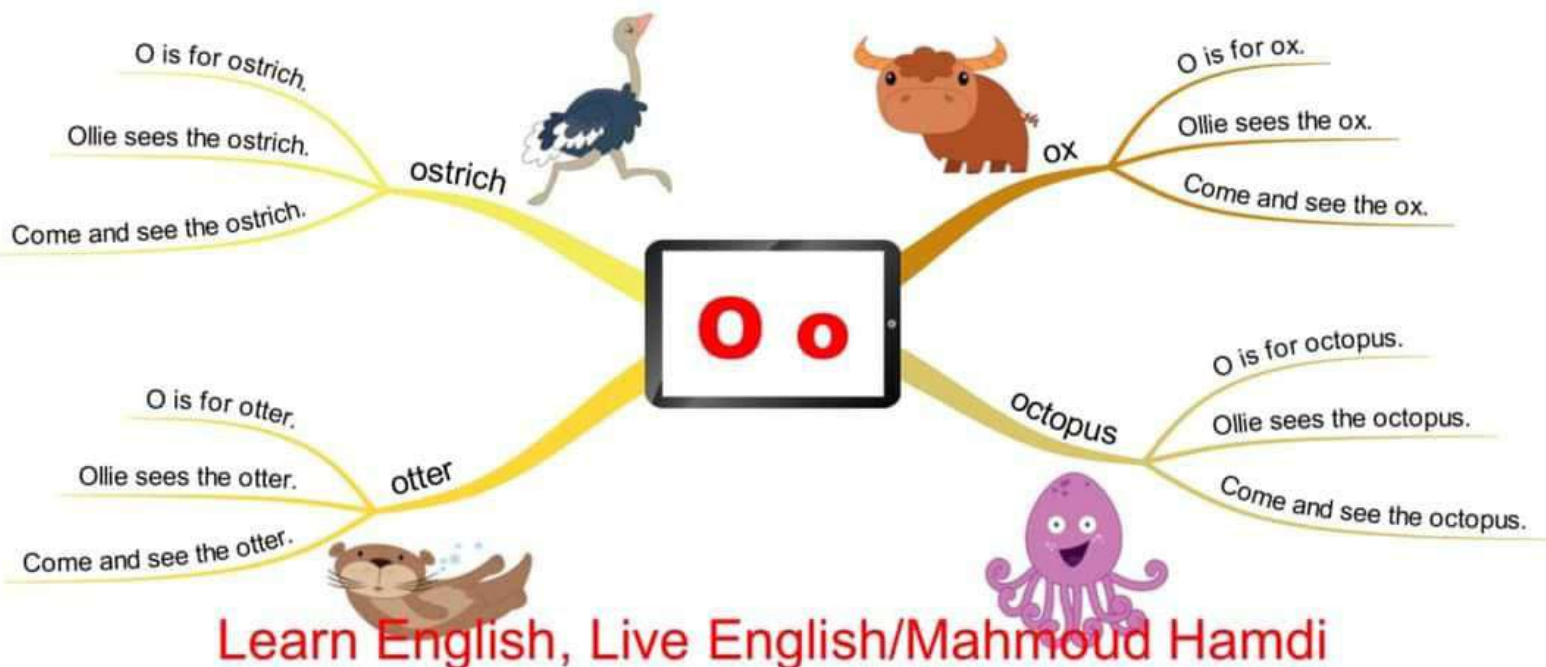 O is for ostrich.
Ollie sees the ostrich.
Come and see the ostrich.
ostrich
O is for ox.
Ollie sees the ox.
Come and see the ox.
ox
O o
O is for otter.
Ollie sees the otter.
Come and see the otter.
otter
O is for octopus.
Ollie sees the octopus.
Come and see the octopus.
octopus
Learn English, Live English/Mahmoud Hamdi